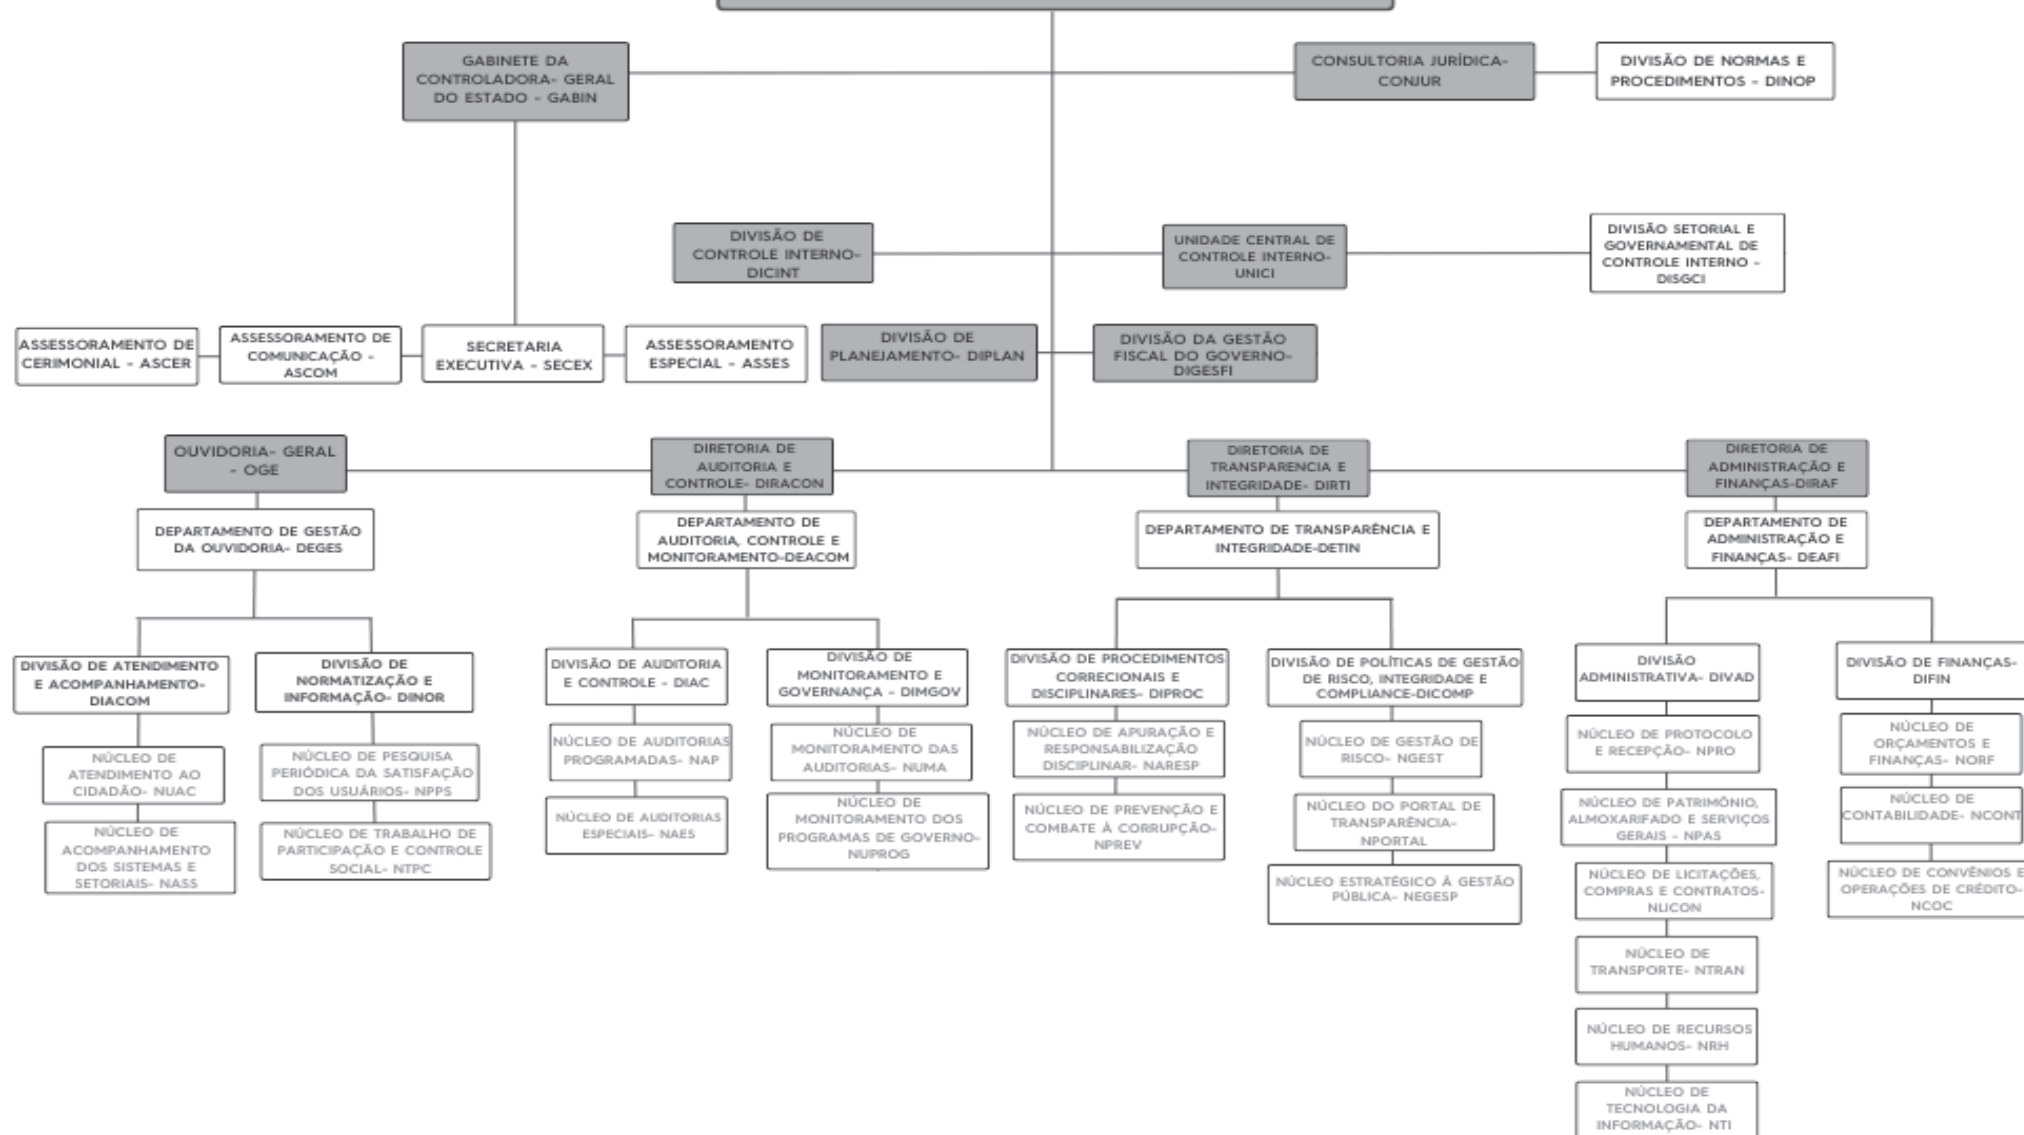 GABINETE DA
CONTROLADORA- GERAL
DO ESTADO - GABIN
CONSULTORIA JURÍDICA-
CONJUR
DIVISÃO DE NORMAS E
PROCEDIMENTOS - DINOP
DIVISÃO DE
CONTROLE INTERNO-
DICINT
UNIDADE CENTRAL DE
CONTROLE INTERNO-
UNICI
DIVISÃO SETORIAL E
GOVERNAMENTAL DE
CONTROLE INTERNO -
DISGCI
ASSESSORAMENTO DE
CERIMONIAL - ASCER
ASSESSORAMENTO DE
COMUNICAÇÃO -
ASCOM
SECRETARIA
EXECUTIVA - SECEX
ASSESSORAMENTO
ESPECIAL - ASSES
DIVISÃO DE
PLANEJAMENTO- DIPLAN
DIVISÃO DA GESTÃO
FISCAL DO GOVERNO-
DIGESFI
OUVIDORIA- GERAL
- OGE
DIRETORIA DE
AUDITORIA E
CONTROLE- DIRACON
DIRETORIA DE
TRANSPARENCIA E
INTEGRIDADE- DIRTI
DIRETORIA DE
ADMINISTRAÇÃO E
FINANÇAS-DIRAF
DEPARTAMENTO DE GESTÃO
DA OUVIDORIA- DEGES
DEPARTAMENTO DE
AUDITORIA, CONTROLE E
MONITORAMENTO-DEACOM
DEPARTAMENTO DE TRANSPARÊNCIA E
INTEGRIDADE-DETIN
DEPARTAMENTO DE
ADMINISTRAÇÃO E
FINANÇAS- DEAFI
DIVISÃO DE ATENDIMENTO
E ACOMPANHAMENTO-
DIACOM
DIVISÃO DE
NORMATIZAÇÃO E
INFORMAÇÃO- DINOR
DIVISÃO DE AUDITORIA
E CONTROLE - DIAC
DIVISÃO DE
MONITORAMENTO E
GOVERNANÇA - DIMGOV
DIVISÃO DE PROCEDIMENTOS
CORRECIONAIS E
DISCIPLINARES- DIPROC
DIVISÃO DE POLÍTICAS DE GESTÃO
DE RISCO, INTEGRIDADE E
COMPLIANCE-DICOMP
DIVISÃO
ADMINISTRATIVA- DIVAD
DIVISÃO DE FINANÇAS-
DIFIN
NÚCLEO DE
ATENDIMENTO AO
CIDADÃO- NUAC
NÚCLEO DE PESQUISA
PERIÓDICA DA SATISFAÇÃO
DOS USUÁRIOS- NPPS
NÚCLEO DE AUDITORIAS
PROGRAMADAS- NAP
NÚCLEO DE
MONITORAMENTO DAS
AUDITORIAS- NUMA
NÚCLEO DE APURAÇÃO E
RESPONSABILIZAÇÃO
DISCIPLINAR- NARESP
NÚCLEO DE GESTÃO DE
RISCO- NGEST
NÚCLEO DE PROTOCOLO
E RECEPÇÃO- NPRO
NÚCLEO DE
ORÇAMENTOS E
FINANÇAS- NORF
NÚCLEO DE
ACOMPANHAMENTO
DOS SISTEMAS E
SETORIAIS- NASS
NÚCLEO DE TRABALHO DE
PARTICIPAÇÃO E CONTROLE
SOCIAL- NTPC
NÚCLEO DE AUDITORIAS
ESPECIAIS- NAES
NÚCLEO DE
MONITORAMENTO DOS
PROGRAMAS DE GOVERNO-
NUPROG
NÚCLEO DE PREVENÇÃO E
COMBATE À CORRUPÇÃO-
NPREV
NÚCLEO DO PORTAL DE
TRANSPARÊNCIA-
NPORTAL
NÚCLEO DE PATRIMÔNIO,
ALMOXARIFADO E SERVIÇOS
GERAIS - NPAS
NÚCLEO DE
CONTABILIDADE- NCONT
NÚCLEO ESTRATÉGICO À GESTÃO
PÚBLICA- NEGESP
NÚCLEO DE LICITAÇÕES,
COMPRAS E CONTRATOS-
NLICON
NÚCLEO DE CONVÊNIOS E
OPERAÇÕES DE CRÉDITO-
NCOC
NÚCLEO DE
TRANSPORTE- NTRAN
NÚCLEO DE RECURSOS
HUMANOS- NRH
NÚCLEO DE
TECNOLOGIA DA
INFORMAÇÃO- NTI